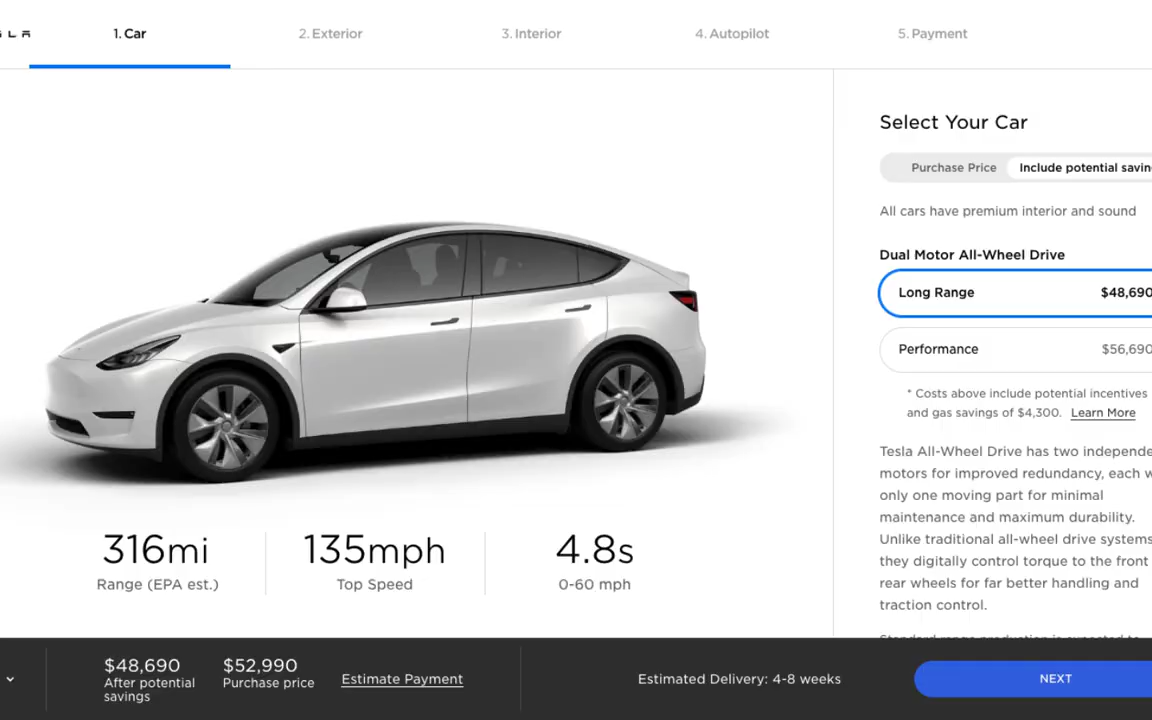 1. Car
2. Exterior
3. Interior
4. Autopilot
5. Payment
Select Your Car
Purchase Price
Include potential savin
All cars have premium interior and sound
Dual Motor All-Wheel Drive
Long Range $48,690
Performance $56,690
* Costs above include potential incentives
and gas savings of $4,300. Learn More
Tesla All-Wheel Drive has two independe
motors for improved redundancy, each w
only one moving part for minimal
maintenance and maximum durability.
Unlike traditional all-wheel drive systems
they digitally control torque to the front
rear wheels for far better handling and
traction control.
316mi
Range (EPA est.)
135mph
Top Speed
4.8s
0-60 mph
$48,690
After potential
savings
$52,990
Purchase price
Estimate Payment
Estimated Delivery: 4-8 weeks
NEXT